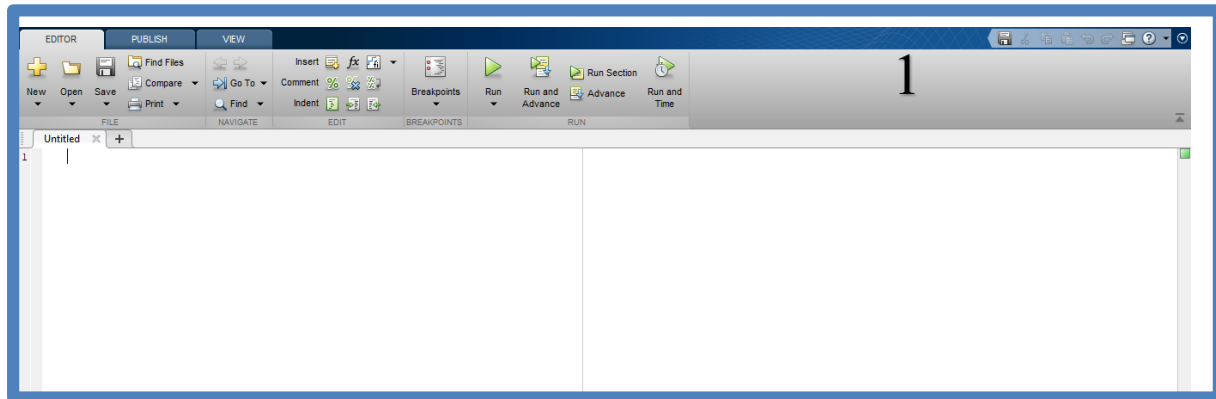 EDITOR PUBLISH VIEW
1
Find Files Insert fx
New Open Save Compare Go To Comment Breakpoints Run Run and Advance Run Section Advance Run and Time
Print Find Indent
FILE NAVIGATE EDIT BREAKPOINTS RUN
Untitled
1